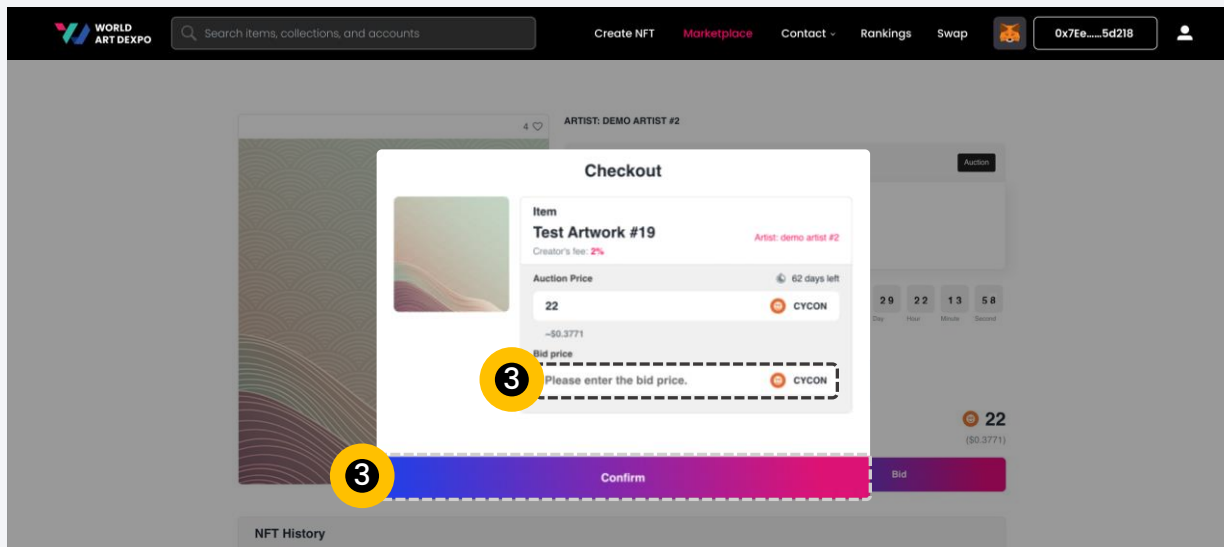 WORLD
ART DEXPO
Search items, collections, and accounts
Create NFT
Marketplace
Contact
Rankings
Swap
0x7Ee......5d218
4
ARTIST: DEMO ARTIST #2
Auction
Checkout
Item
Test Artwork #19
Artist: demo artist #2
Creator's fee: 2%
Auction Price
62 days left
22
CYCON
~$0.3771
29 22 13 58
Day Hour Minute Second
Bid price
3
Please enter the bid price.
CYCON
22
($0.3771)
3
Confirm
Bid
NFT History